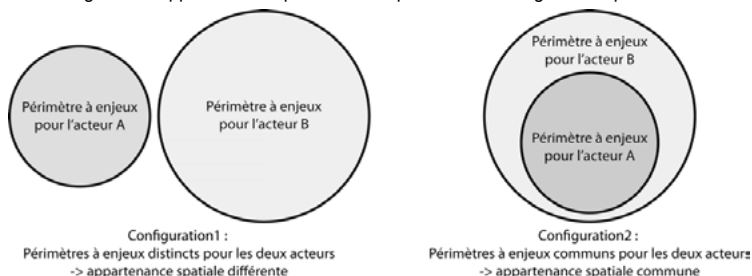 Périmètre à enjeux
pour l'acteur A
Périmètre à enjeux
pour l'acteur B
Configuration1 :
Périmètres à enjeux distincts pour les deux acteurs
-> appartenance spatiale différente
Périmètre à enjeux
pour l'acteur B
Périmètre à enjeux
pour l'acteur A
Configuration2 :
Périmètres à enjeux communs pour les deux acteurs
-> appartenance spatiale commune